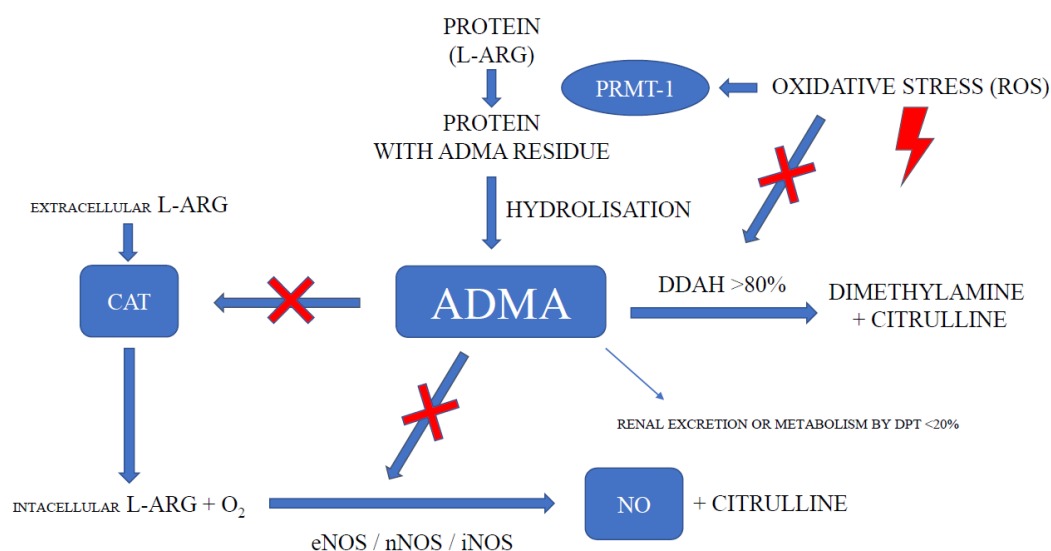 PROTEIN
(L-ARG)
PRMT-1
OXIDATIVE STRESS (ROS)
PROTEIN
WITH ADMA RESIDUE
EXTRACELLULAR L-ARG
HYDROLISATION
CAT
ADMA
DDAH >80%
DIMETHYLAMINE
+ CITRULLINE
RENAL EXCRETION OR METABOLISM BY DPT <20%
INTACELLULAR L-ARG + O₂
NO
+ CITRULLINE
eNOS / nNOS / iNOS